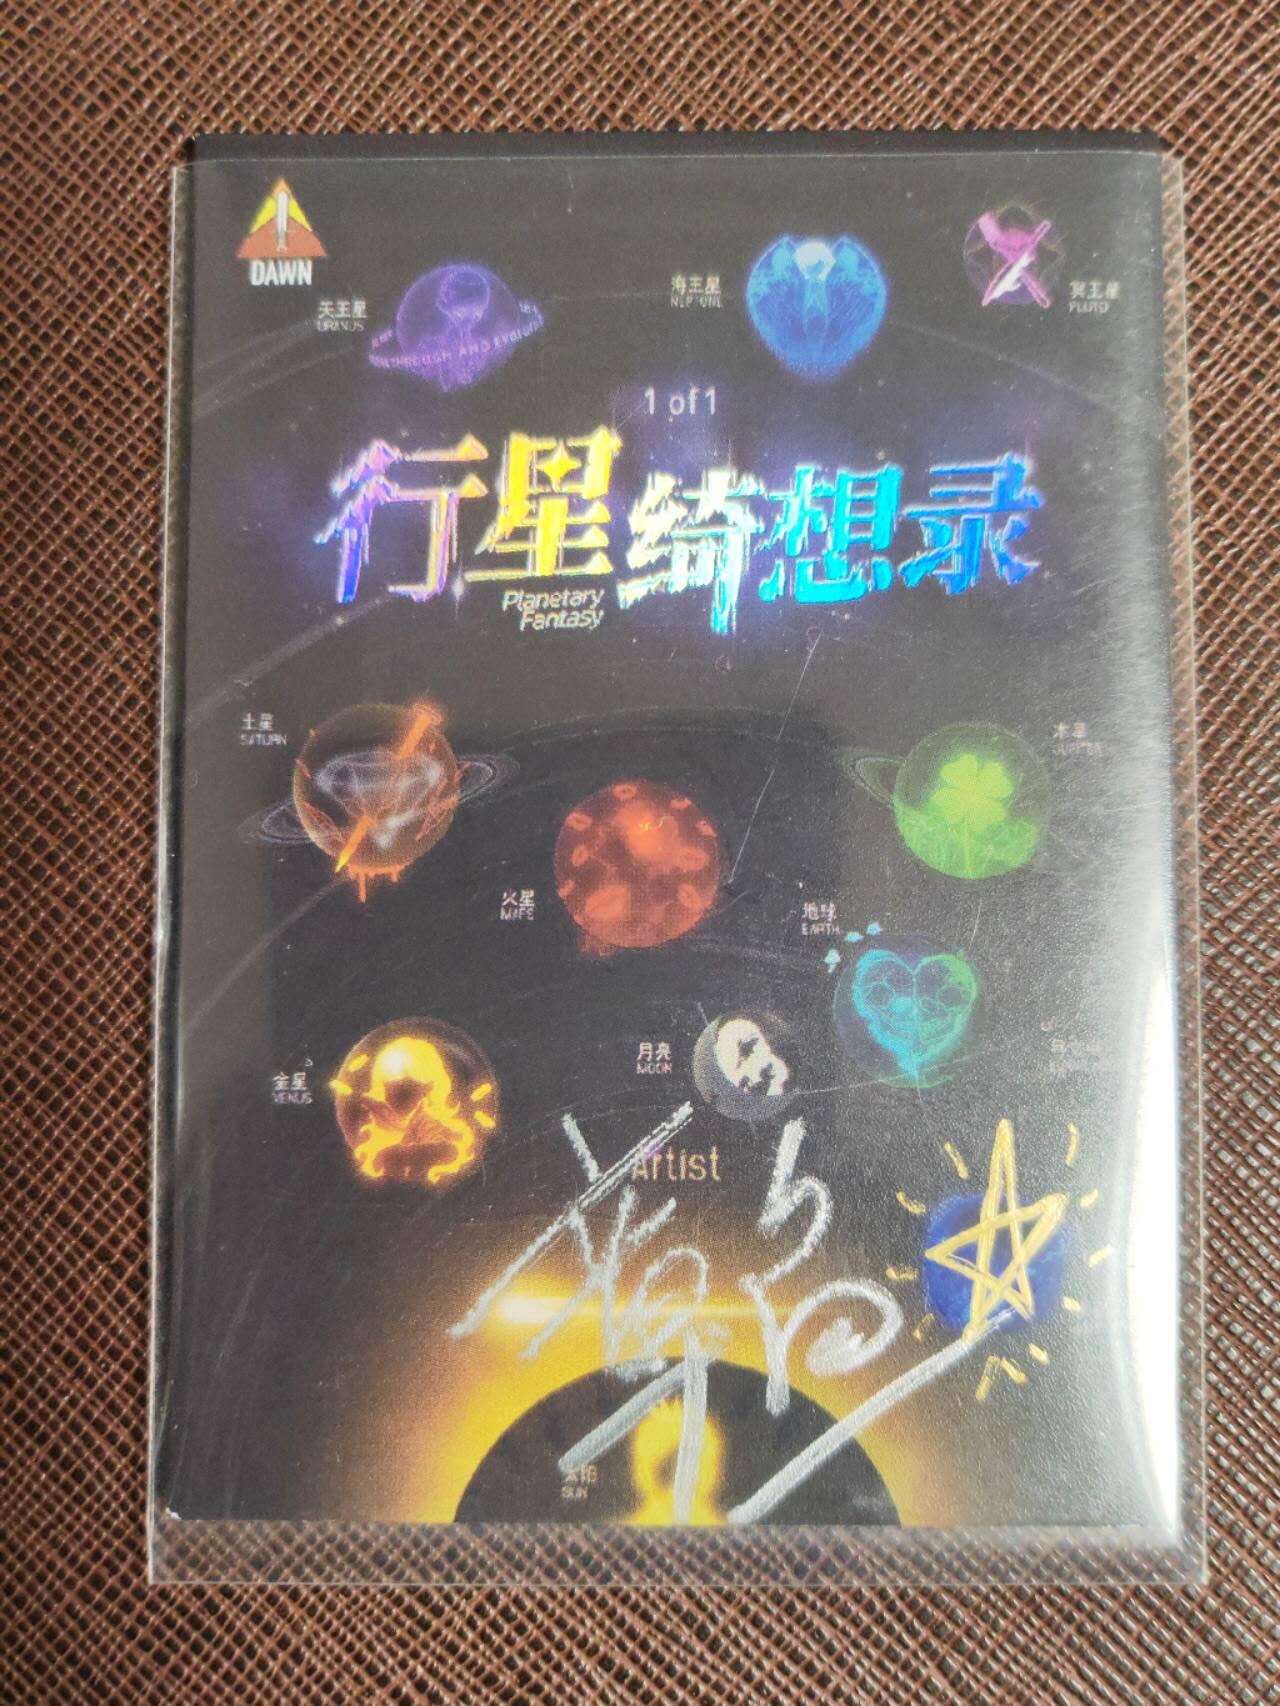 DAWN
天王星
URANUS
海王星
NEPTUNE
冥王星
PLUTO
THROUGH AND
1 of 1
行星绮想录
Planetary
Fantasy
土星
SATURN
木星
JUPITER
火星
MARS
地球
EARTH
月亮
MOON
金星
VENUS
Artist
太阳
SUN